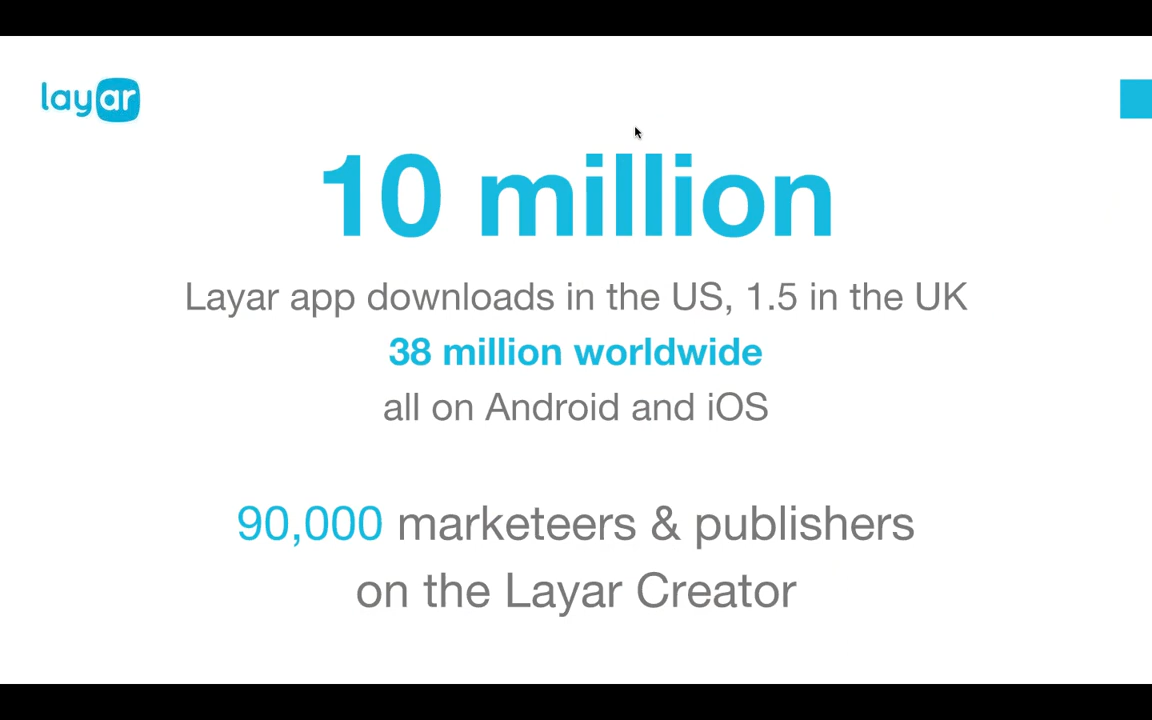 layar
10 million
Layar app downloads in the US, 1.5 in the UK
38 million worldwide
all on Android and iOS
90,000 marketeers & publishers
on the Layar Creator